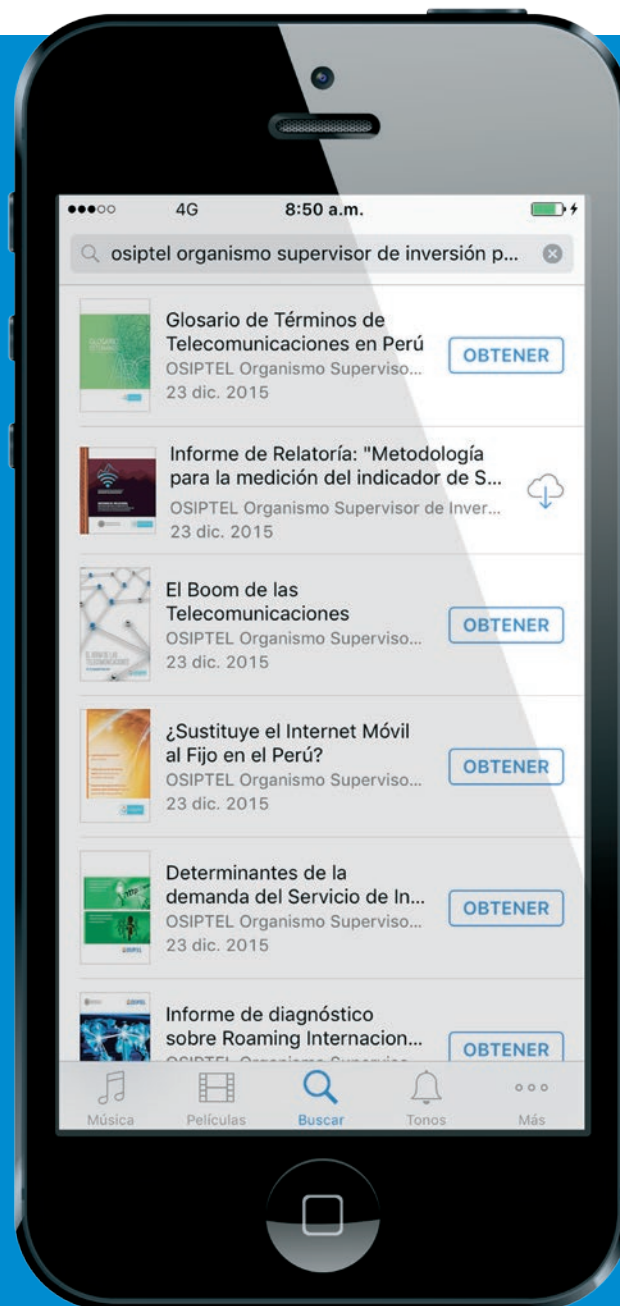 4G 8:50 a.m.
osiptel organismo supervisor de inversión p...
Glosario de Términos de
Telecomunicaciones en Perú
OSIPTEL Organismo Superviso...
23 dic. 2015
OBTENER
Informe de Relatoría: "Metodología
para la medición del indicador de S...
OSIPTEL Organismo Supervisor de Inver...
23 dic. 2015
El Boom de las
Telecomunicaciones
OSIPTEL Organismo Superviso...
23 dic. 2015
OBTENER
EL BOOM DE LAS
TELECOMUNICACIONES
¿Sustituye el Internet Móvil
al Fijo en el Perú?
OSIPTEL Organismo Superviso...
23 dic. 2015
OBTENER
Determinantes de la
demanda del Servicio de In...
OSIPTEL Organismo Superviso...
23 dic. 2015
OBTENER
Informe de diagnóstico
sobre Roaming Internacion...
OBTENER
Música Películas Buscar Tonos Más